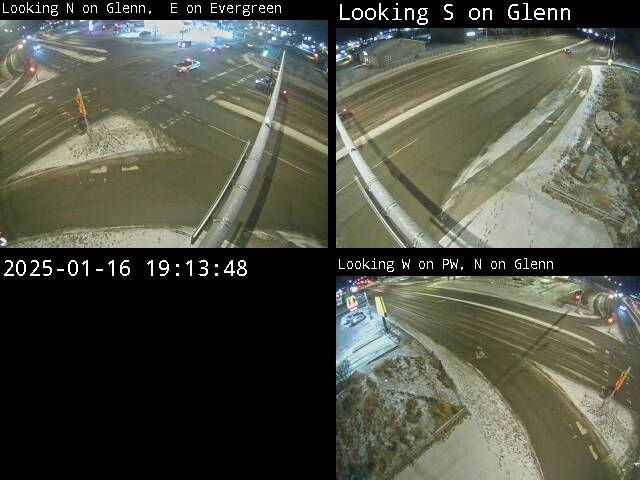 Looking N on Glenn,  E on Evergreen
Looking S on Glenn
2025-01-16 19:13:48
Looking W on PW, N on Glenn